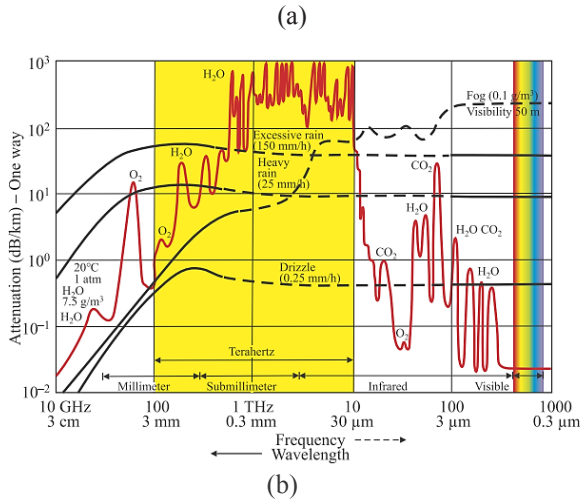 (a)
10³
10²
10¹
10⁰
10⁻¹
10⁻²
Attenuation (dB/km) – One way
H₂O
Fog (0.1 g/m³)
Visibility 50 m
Excessive rain
(150 mm/h)
Heavy
rain
(25 mm/h)
H₂O
O₂
O₂
CO₂
H₂O
H₂O CO₂
20°C
1 atm
H₂O
7.5 g/m³
H₂O
Drizzle
(0.25 mm/h)
CO₂
H₂O
O₂
Terahertz
Millimeter Submillimeter Infrared Visible
10 GHz 100 1 THz 10 100 1000
3 cm 3 mm 0.3 mm 30 µm 3 µm 0.3 µm
Frequency
Wavelength
(b)